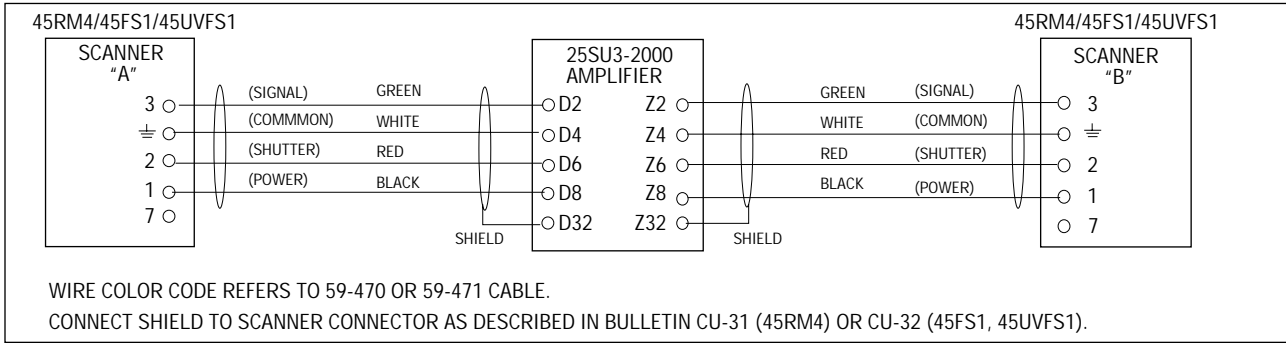 45RM4/45FS1/45UVFS1
45RM4/45FS1/45UVFS1
SCANNER
"A"
25SU3-2000
AMPLIFIER
SCANNER
"B"
3 (SIGNAL) GREEN D2 Z2 GREEN (SIGNAL) 3
(COMMMON) WHITE D4 Z4 WHITE (COMMON)
2 (SHUTTER) RED D6 Z6 RED (SHUTTER) 2
1 (POWER) BLACK D8 Z8 BLACK (POWER) 1
7 SHIELD D32 Z32 SHIELD 7
WIRE COLOR CODE REFERS TO 59-470 OR 59-471 CABLE.
CONNECT SHIELD TO SCANNER CONNECTOR AS DESCRIBED IN BULLETIN CU-31 (45RM4) OR CU-32 (45FS1, 45UVFS1).